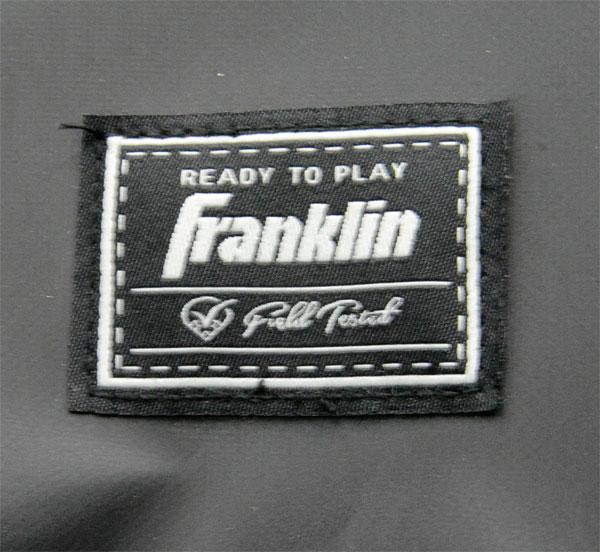 READY TO PLAY
Franklin
Field Tested